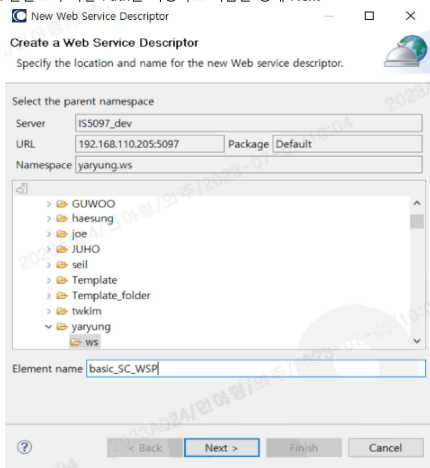 New Web Service Descriptor
Create a Web Service Descriptor
Specify the location and name for the new Web service descriptor.
Select the parent namespace
Server IS5097_dev
URL 192.168.110.205:5097 Package Default
Namespace yaryung.ws
GUWOO
haesung
joe
JUHO
seil
Template
Template_folder
twkim
yaryung
ws
Element name basic_SC_WSP
< Back Next > Finish Cancel